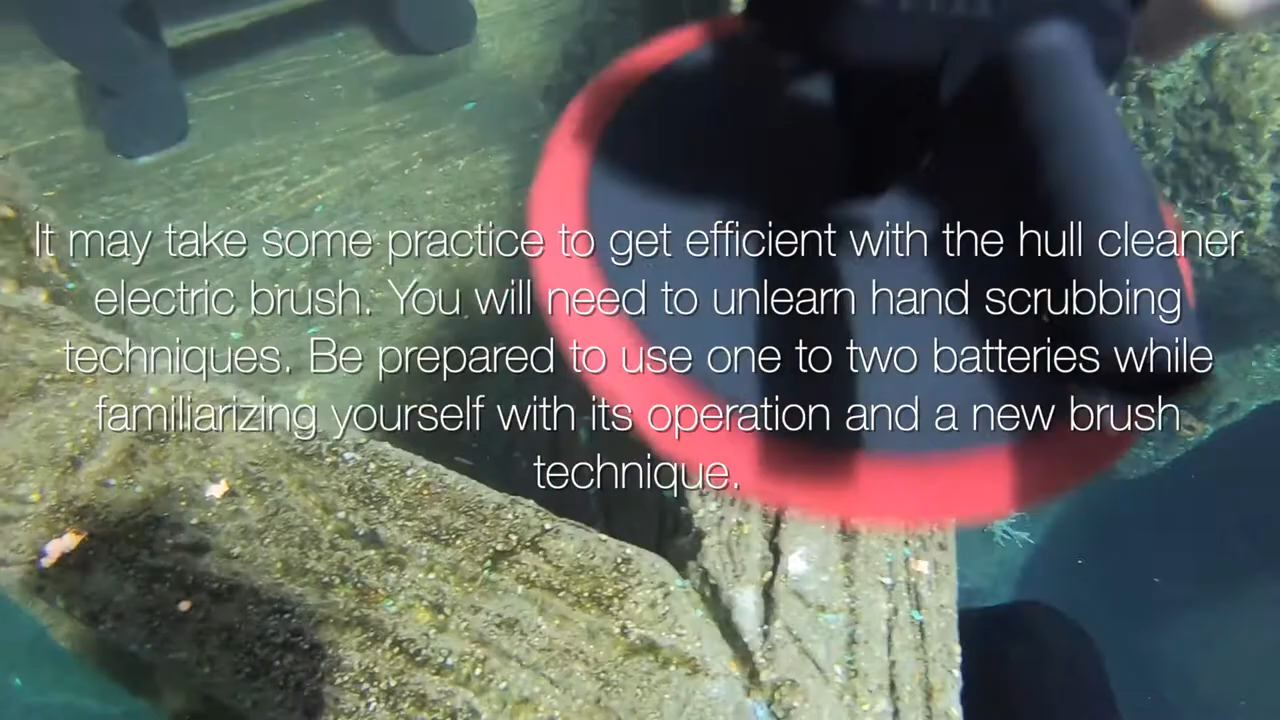 It may take some practice to get efficient with the hull cleaner
electric brush. You will need to unlearn hand scrubbing
techniques. Be prepared to use one to two batteries while
familiarizing yourself with its operation and a new brush
technique.